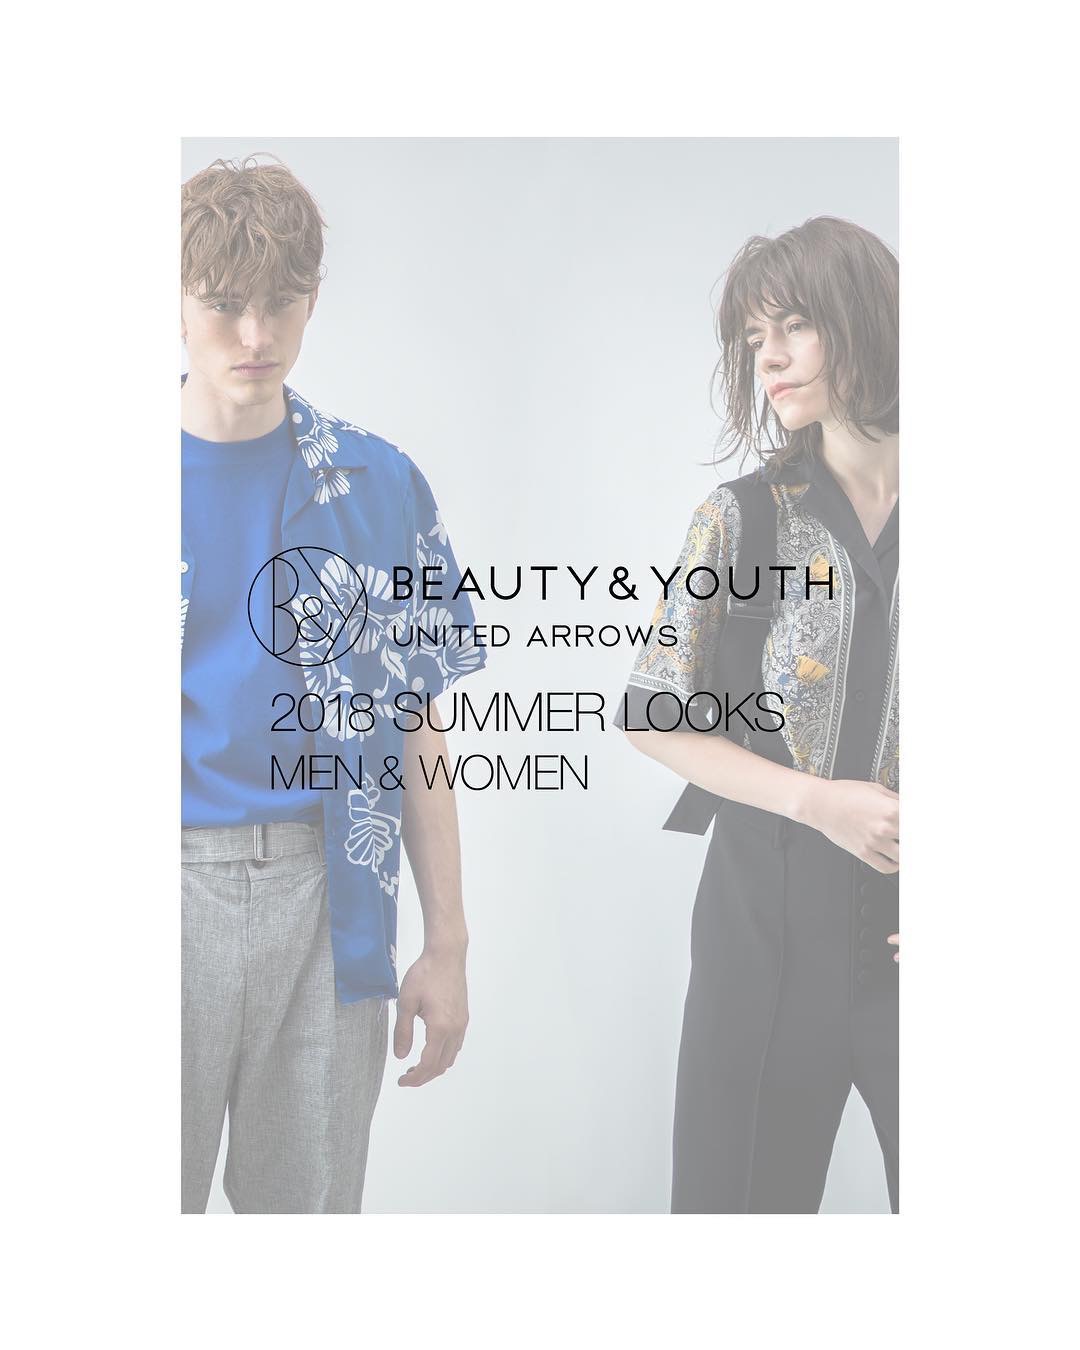 B&Y
BEAUTY & YOUTH
UNITED ARROWS
2018 SUMMER LOOKS
MEN & WOMEN